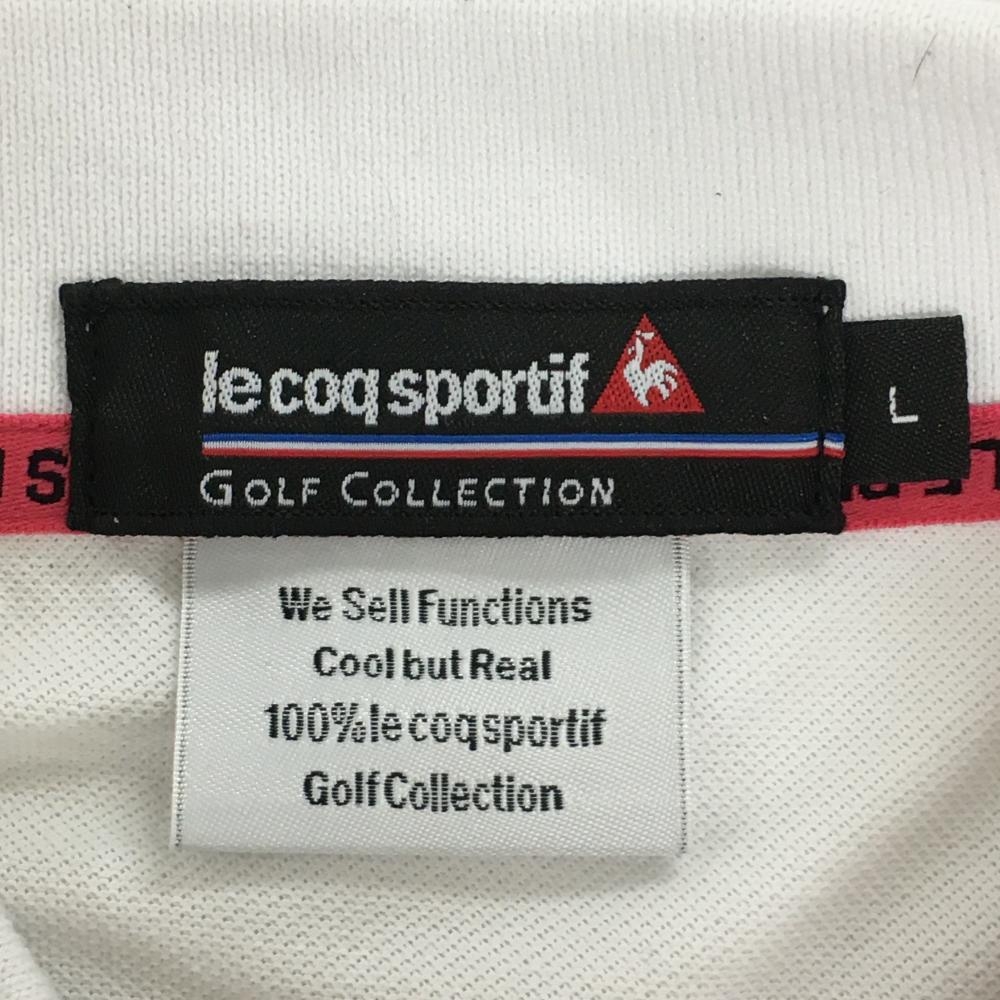 le coq sportif
GOLF COLLECTION
L
S
We Sell Functions
Cool but Real
100% le coq sportif
Golf Collection